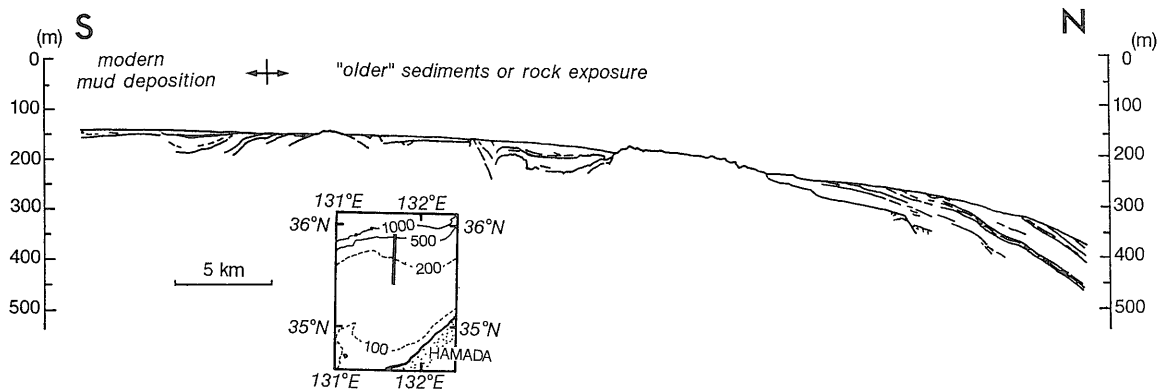 S
N
(m)
(m)
modern
mud deposition
"older" sediments or rock exposure
0
100
200
300
400
500
0
100
200
300
400
500
5 km
131°E
132°E
36°N
36°N
1000
500
200
35°N
35°N
100
HAMADA
131°E
132°E